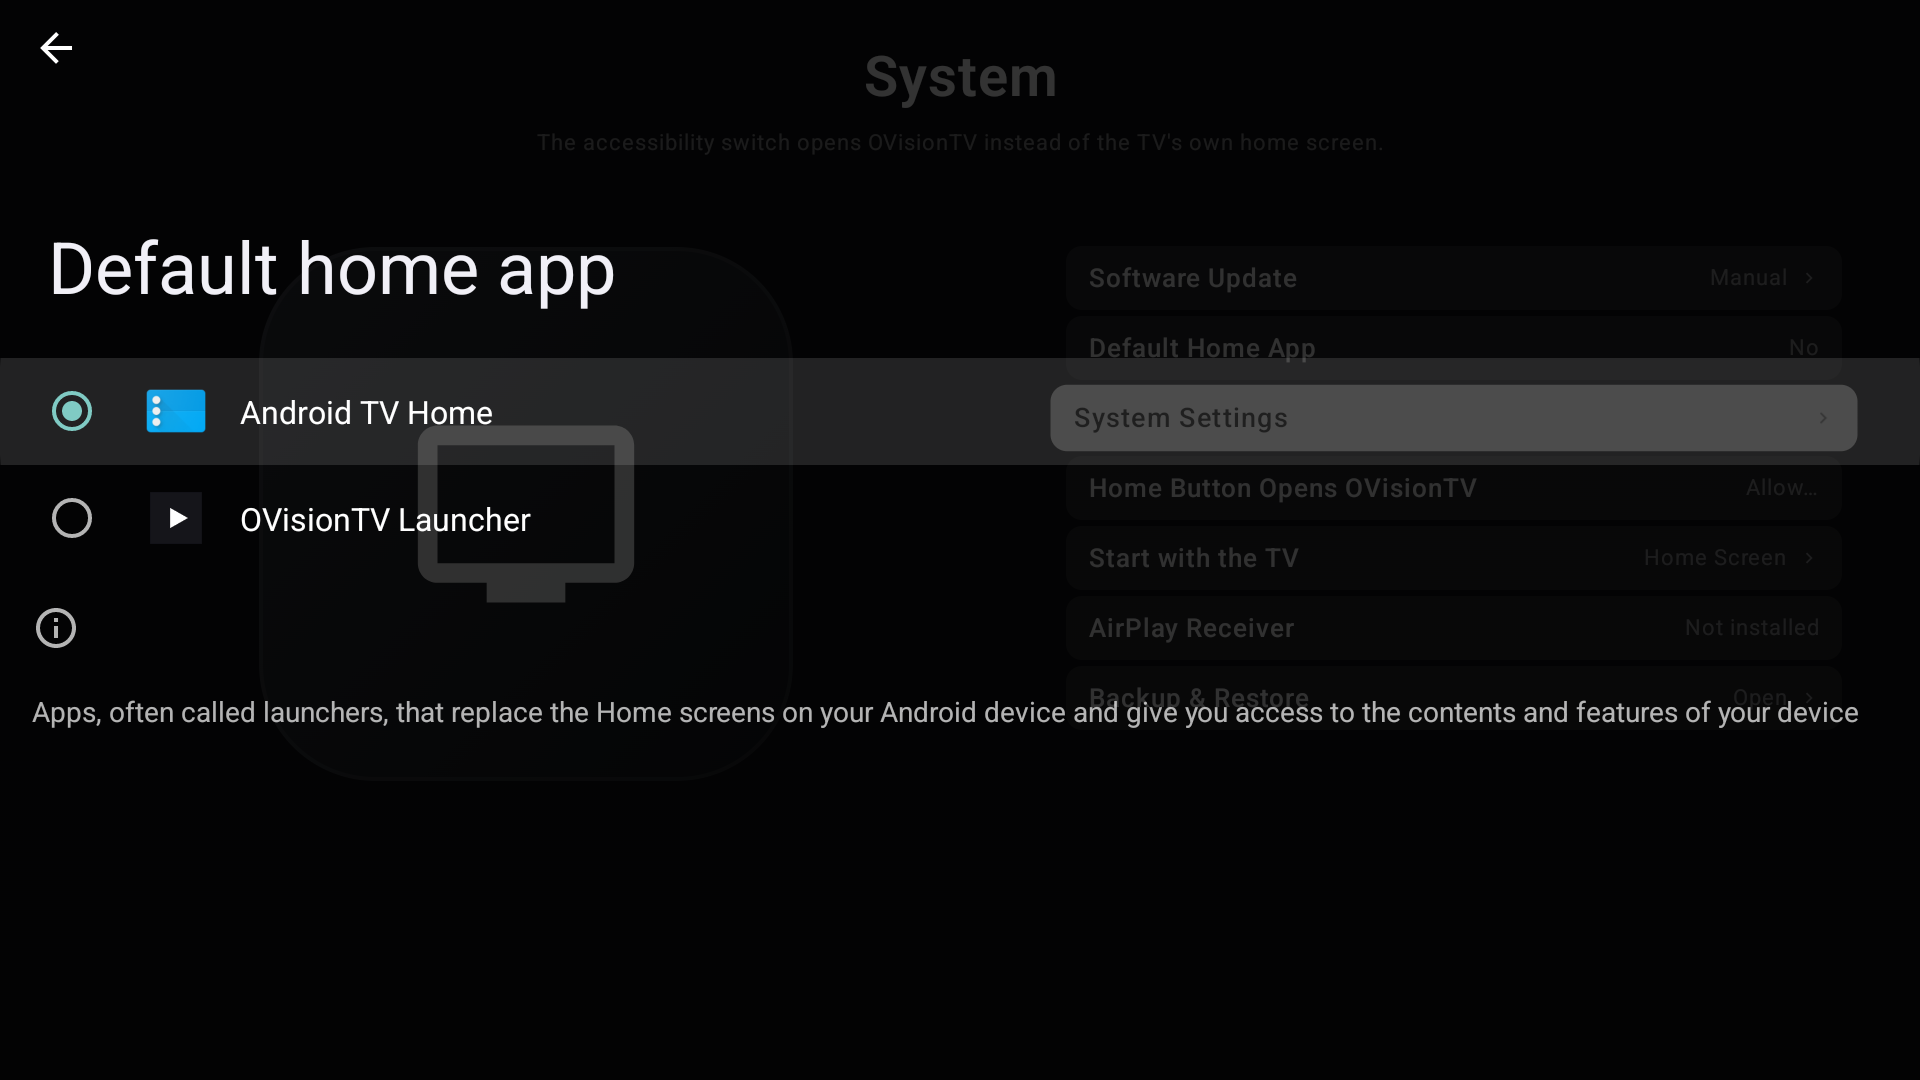 System
The accessibility switch opens OVisionTV instead of the TV's own home screen.
Default home app
Android TV Home
OVisionTV Launcher
Apps, often called launchers, that replace the Home screens on your Android device and give you access to the contents and features of your device
Software Update Manual
Default Home App No
System Settings
Home Button Opens OVisionTV Allow...
Start with the TV Home Screen
AirPlay Receiver Not installed
Backup & Restore Open